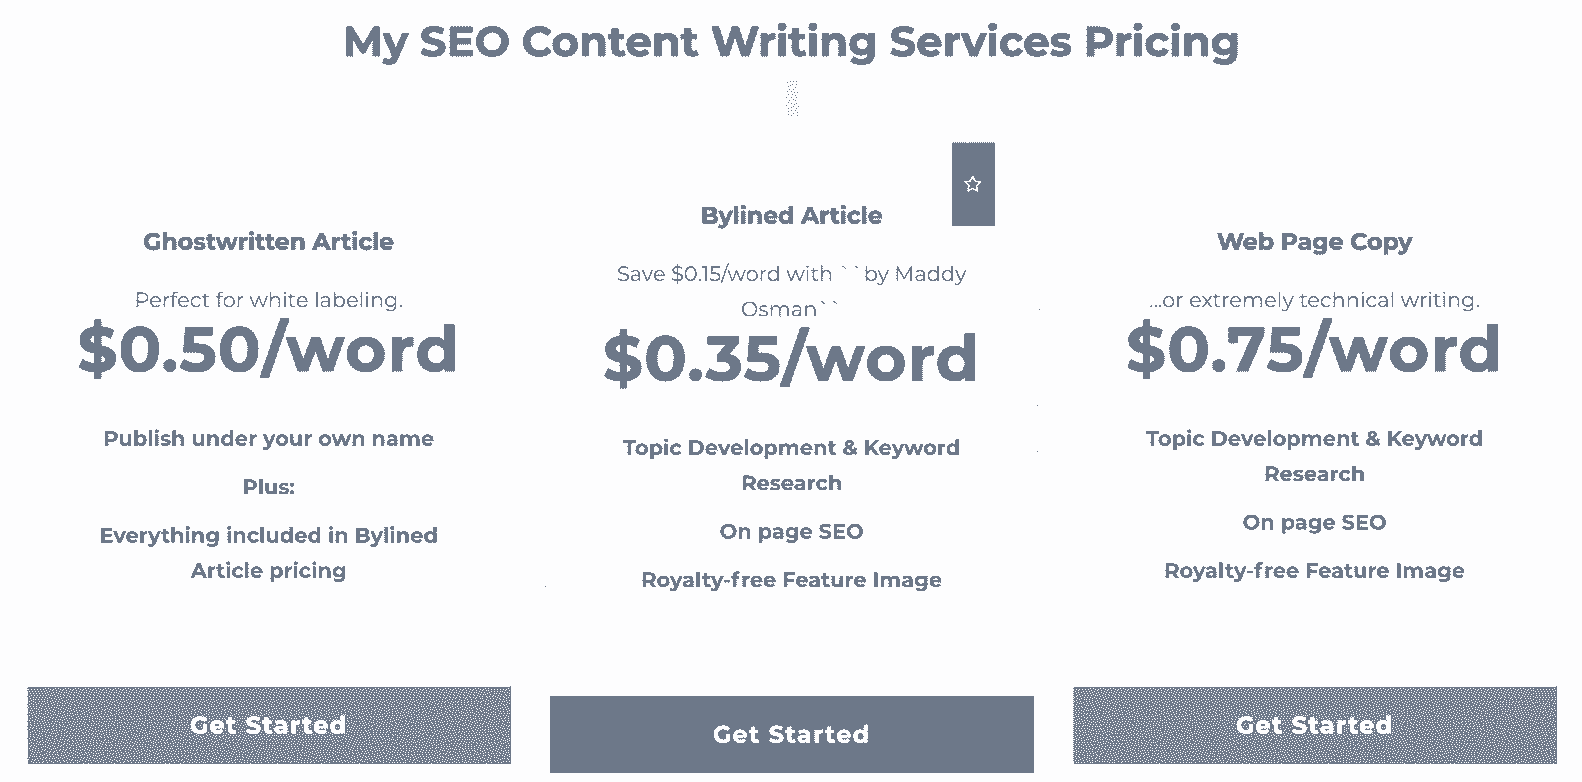 My SEO Content Writing Services Pricing
Ghostwritten Article
Perfect for white labeling.
$0.50/word
Publish under your own name
Plus:
Everything included in Bylined
Article pricing
Get Started
Bylined Article
Save $0.15/word with ``by Maddy
Osman``
$0.35/word
Topic Development & Keyword
Research
On page SEO
Royalty-free Feature Image
Get Started
Web Page Copy
...or extremely technical writing.
$0.75/word
Topic Development & Keyword
Research
On page SEO
Royalty-free Feature Image
Get Started